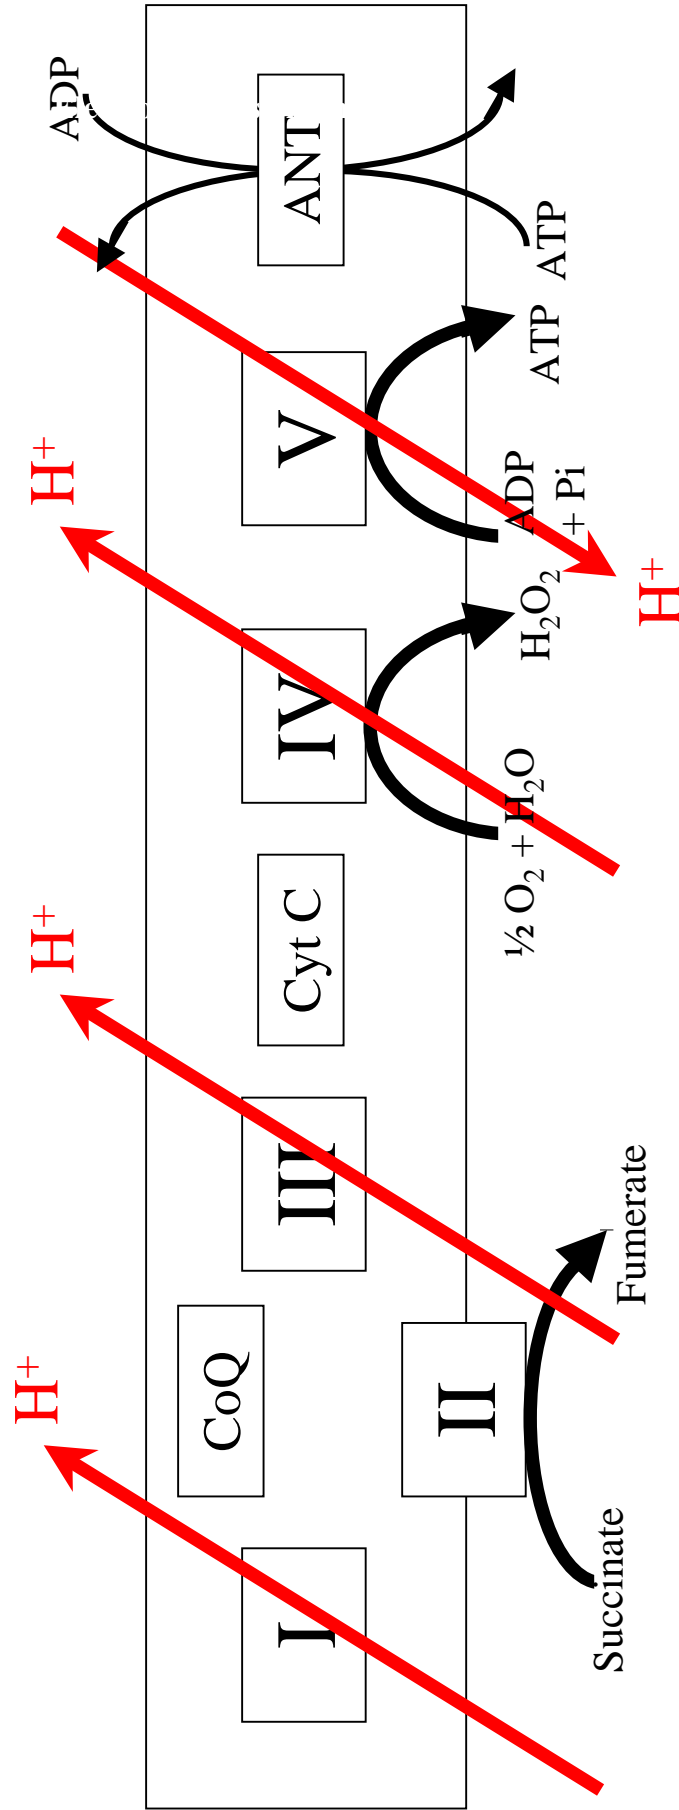 H⁺
H⁺
H⁺
ADP
I
CoQ
II
III
Cyt C
IV
V
ANT
Succinate
Fumerate
½ O₂ + H₂O
H₂O₂
ADP
+ Pi
ATP
ATP
H⁺